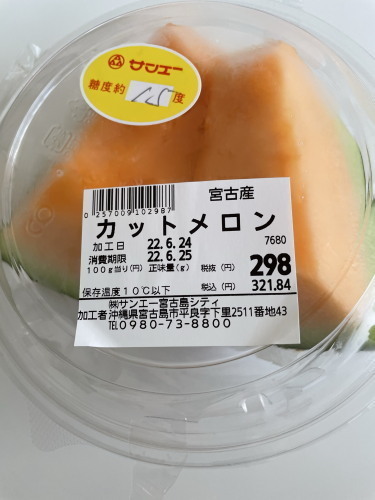 サンエー
糖度約 15 度
宮古産
0257009102987
カットメロン
加工日 22.6.24 7680
消費期限 22.6.25
100g当り(円) 正味量(g) 税抜(円) 298
保存温度10℃以下 税込(円) 321.84
㈱サンエー宮古島シティ
加工者沖縄県宮古島市平良字下里2511番地43
TEL0980-73-8800